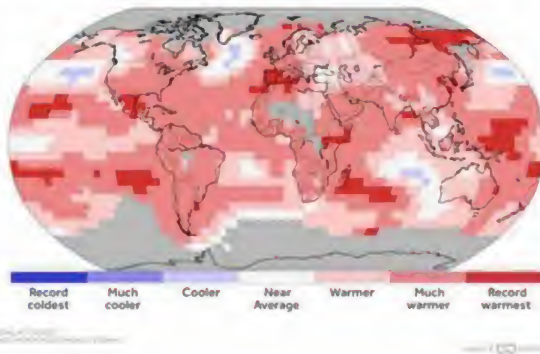 Record coldest
Much cooler
Cooler
Near Average
Warmer
Much warmer
Record warmest